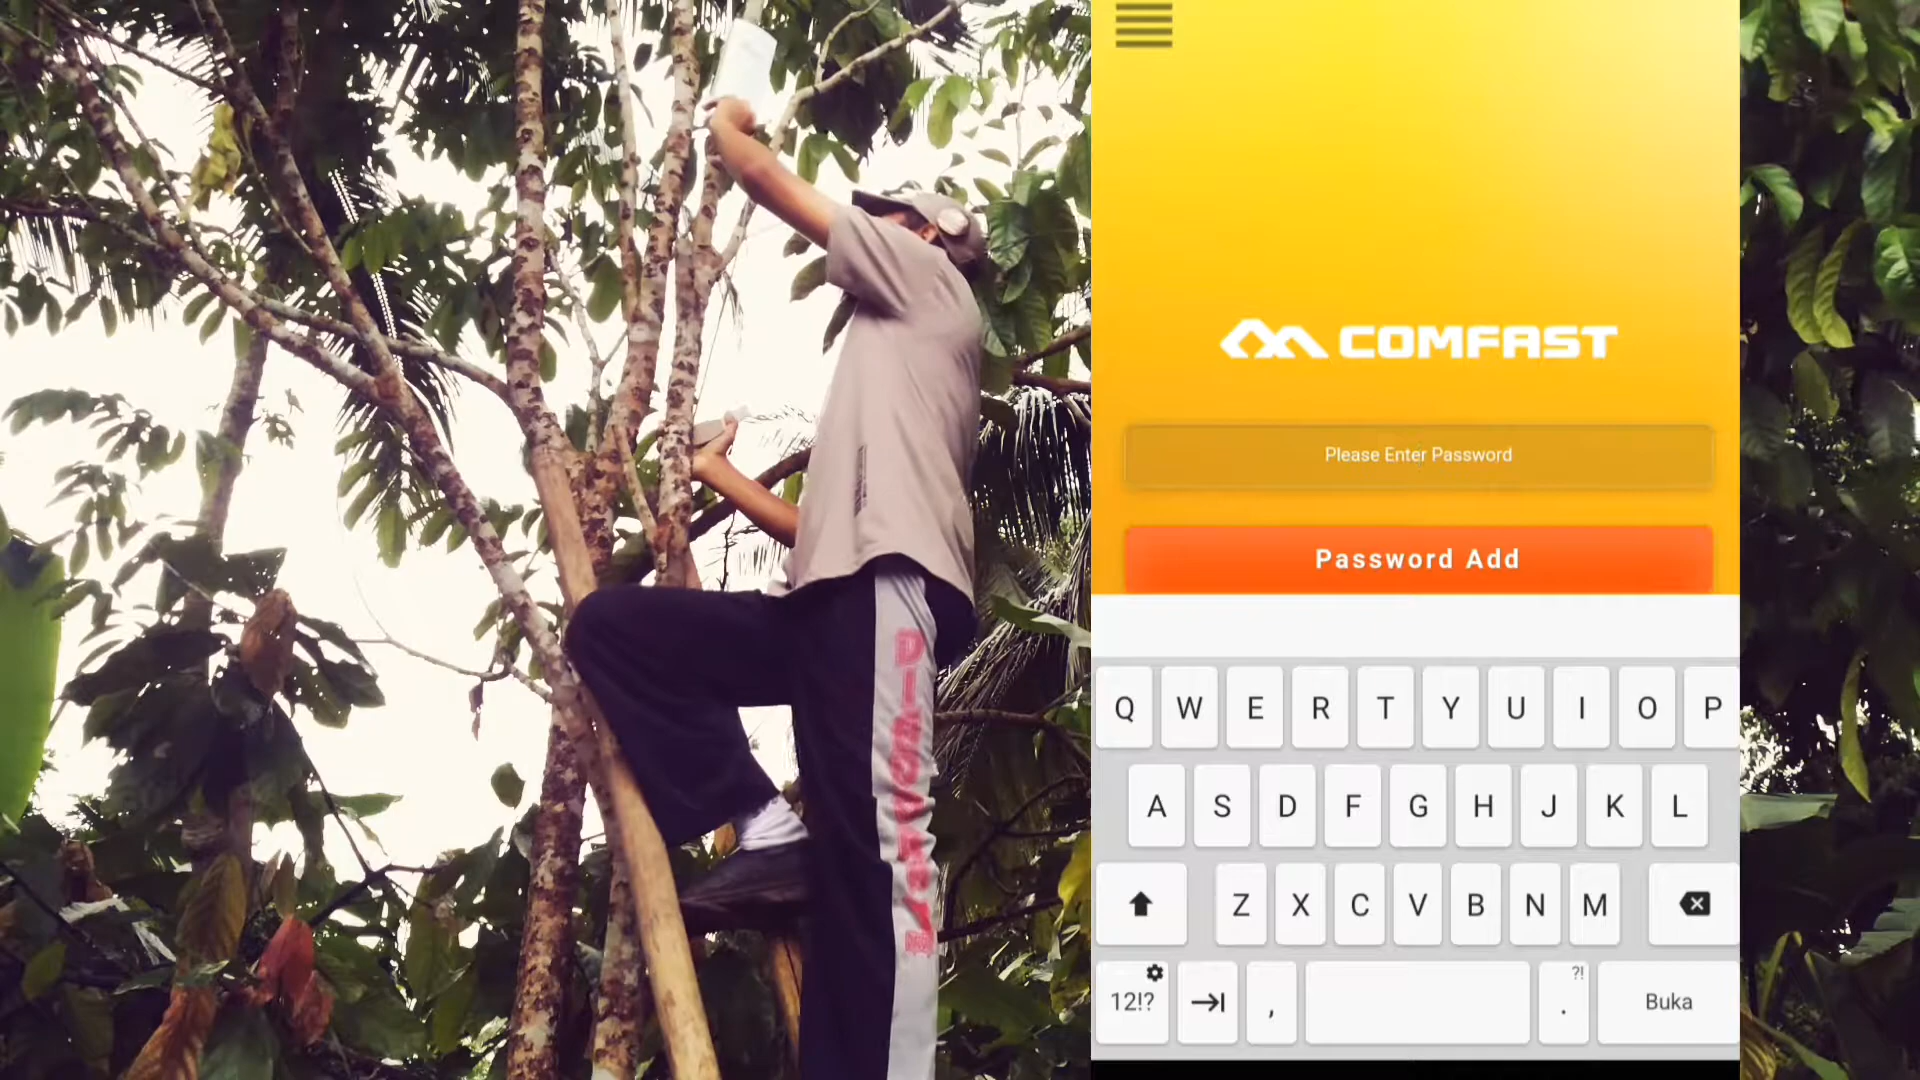 COMFAST
Please Enter Password
Password Add
Q W E R T Y U I O P
A S D F G H J K L
Z X C V B N M
?!
12!? , . Buka